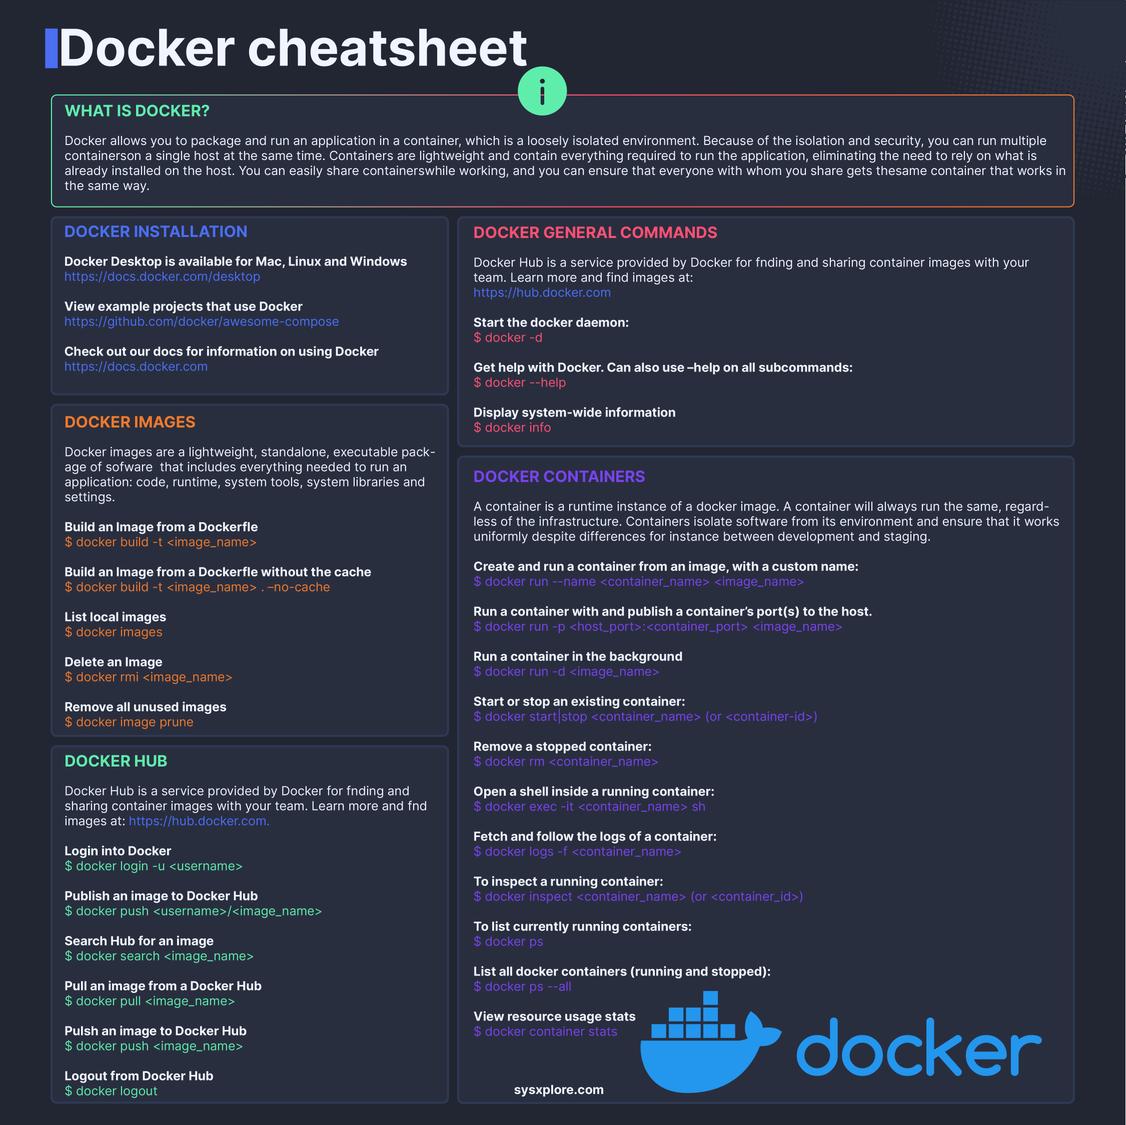 Docker cheatsheet
WHAT IS DOCKER?
Docker allows you to package and run an application in a container, which is a loosely isolated environment. Because of the isolation and security, you can run multiple
containerson a single host at the same time. Containers are lightweight and contain everything required to run the application, eliminating the need to rely on what is
already installed on the host. You can easily share containerswhile working, and you can ensure that everyone with whom you share gets thesame container that works in
the same way.
DOCKER INSTALLATION
Docker Desktop is available for Mac, Linux and Windows
https://docs.docker.com/desktop
View example projects that use Docker
https://github.com/docker/awesome-compose
Check out our docs for information on using Docker
https://docs.docker.com
DOCKER IMAGES
Docker images are a lightweight, standalone, executable pack-
age of sofware  that includes everything needed to run an
application: code, runtime, system tools, system libraries and
settings.
Build an Image from a Dockerfle
$ docker build -t <image_name>
Build an Image from a Dockerfle without the cache
$ docker build -t <image_name> . –no-cache
List local images
$ docker images
Delete an Image
$ docker rmi <image_name>
Remove all unused images
$ docker image prune
DOCKER HUB
Docker Hub is a service provided by Docker for fnding and
sharing container images with your team. Learn more and fnd
images at: https://hub.docker.com.
Login into Docker
$ docker login -u <username>
Publish an image to Docker Hub
$ docker push <username>/<image_name>
Search Hub for an image
$ docker search <image_name>
Pull an image from a Docker Hub
$ docker pull <image_name>
Pulsh an image to Docker Hub
$ docker push <image_name>
Logout from Docker Hub
$ docker logout
DOCKER GENERAL COMMANDS
Docker Hub is a service provided by Docker for fnding and sharing container images with your
team. Learn more and find images at:
https://hub.docker.com
Start the docker daemon:
$ docker -d
Get help with Docker. Can also use –help on all subcommands:
$ docker --help
Display system-wide information
$ docker info
DOCKER CONTAINERS
A container is a runtime instance of a docker image. A container will always run the same, regard-
less of the infrastructure. Containers isolate software from its environment and ensure that it works
uniformly despite differences for instance between development and staging.
Create and run a container from an image, with a custom name:
$ docker run --name <container_name> <image_name>
Run a container with and publish a container’s port(s) to the host.
$ docker run -p <host_port>:<container_port> <image_name>
Run a container in the background
$ docker run -d <image_name>
Start or stop an existing container:
$ docker start|stop <container_name> (or <container-id>)
Remove a stopped container:
$ docker rm <container_name>
Open a shell inside a running container:
$ docker exec -it <container_name> sh
Fetch and follow the logs of a container:
$ docker logs -f <container_name>
To inspect a running container:
$ docker inspect <container_name> (or <container_id>)
To list currently running containers:
$ docker ps
List all docker containers (running and stopped):
$ docker ps --all
View resource usage stats
$ docker container stats
docker
sysxplore.com